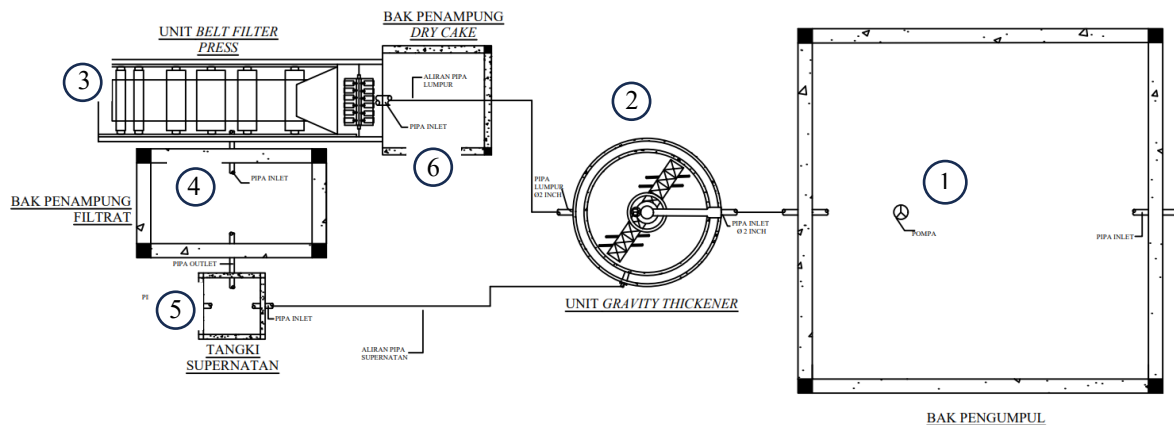 UNIT BELT FILTER
PRESS
BAK PENAMPUNG
DRY CAKE
3
ALIRAN PIPA
LUMPUR
PIPA INLET
6
2
4
PIPA INLET
BAK PENAMPUNG
FILTRAT
PIPA OUTLET
PI
5
PIPA INLET
TANGKI
SUPERNATAN
ALIRAN PIPA
SUPERNATAN
PIPA
LUMPUR
Ø2 INCH
PIPA INLET
Ø 2 INCH
UNIT GRAVITY THICKENER
1
POMPA
PIPA INLET
BAK PENGUMPUL